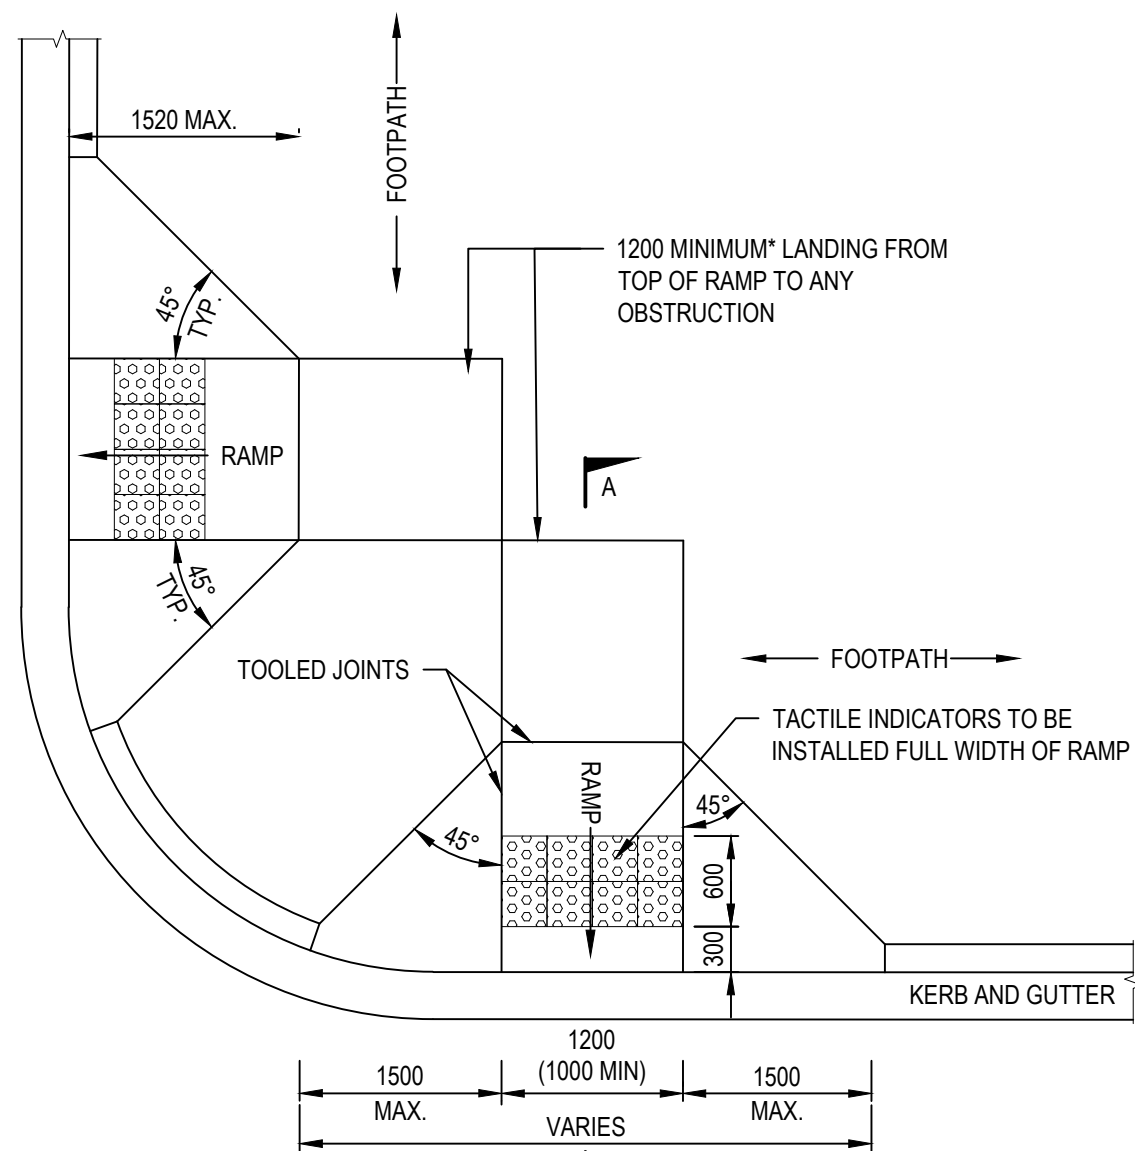 1520 MAX.
FOOTPATH
1200 MINIMUM* LANDING FROM
TOP OF RAMP TO ANY
OBSTRUCTION
45°
TYP.
RAMP
A
45°
TYP.
TOOLED JOINTS
FOOTPATH
TACTILE INDICATORS TO BE
INSTALLED FULL WIDTH OF RAMP
RAMP
45°
45°
600
300
KERB AND GUTTER
1200
(1000 MIN)
1500
MAX.
1500
MAX.
VARIES